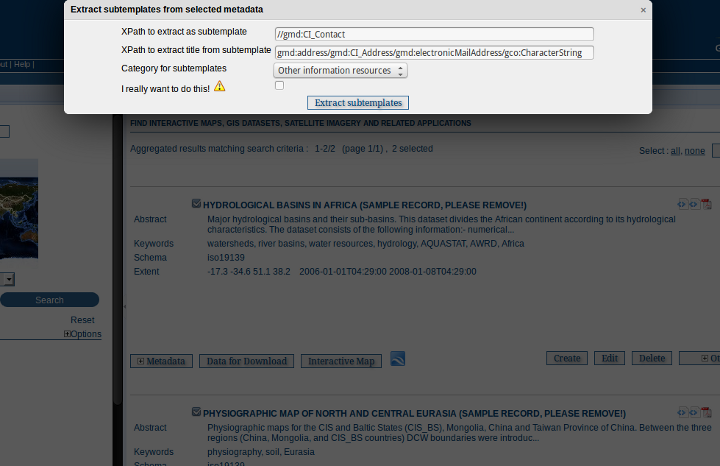 Extract subtemplates from selected metadata ×
XPath to extract as subtemplate //gmd:CI_Contact
XPath to extract title from subtemplate gmd:address/gmd:CI_Address/gmd:electronicMailAddress/gco:CharacterString
Category for subtemplates Other information resources
I really want to do this!
Extract subtemplates
| Help |
FIND INTERACTIVE MAPS, GIS DATASETS, SATELLITE IMAGERY AND RELATED APPLICATIONS
Aggregated results matching search criteria : 1-2/2 (page 1/1) , 2 selected
Select : all, none
HYDROLOGICAL BASINS IN AFRICA (SAMPLE RECORD, PLEASE REMOVE!)
Abstract Major hydrological basins and their sub-basins. This dataset divides the African continent according to its hydrological
characteristics. The dataset consists of the following information:- numerical...
Keywords watersheds, river basins, water resources, hydrology, AQUASTAT, AWRD, Africa
Schema iso19139
Extent -17.3 -34.6 51.1 38.2 2006-01-01T04:29:00 2008-01-08T04:29:00
Search
Reset
Options
Metadata Data for Download Interactive Map Create Edit Delete
PHYSIOGRAPHIC MAP OF NORTH AND CENTRAL EURASIA (SAMPLE RECORD, PLEASE REMOVE!)
Abstract Physiographic maps for the CIS and Baltic States (CIS_BS), Mongolia, China and Taiwan Province of China. Between the three
regions (China, Mongolia, and CIS_BS countries) DCW boundaries were introduc...
Keywords physiography, soil, Eurasia
Schema iso19139